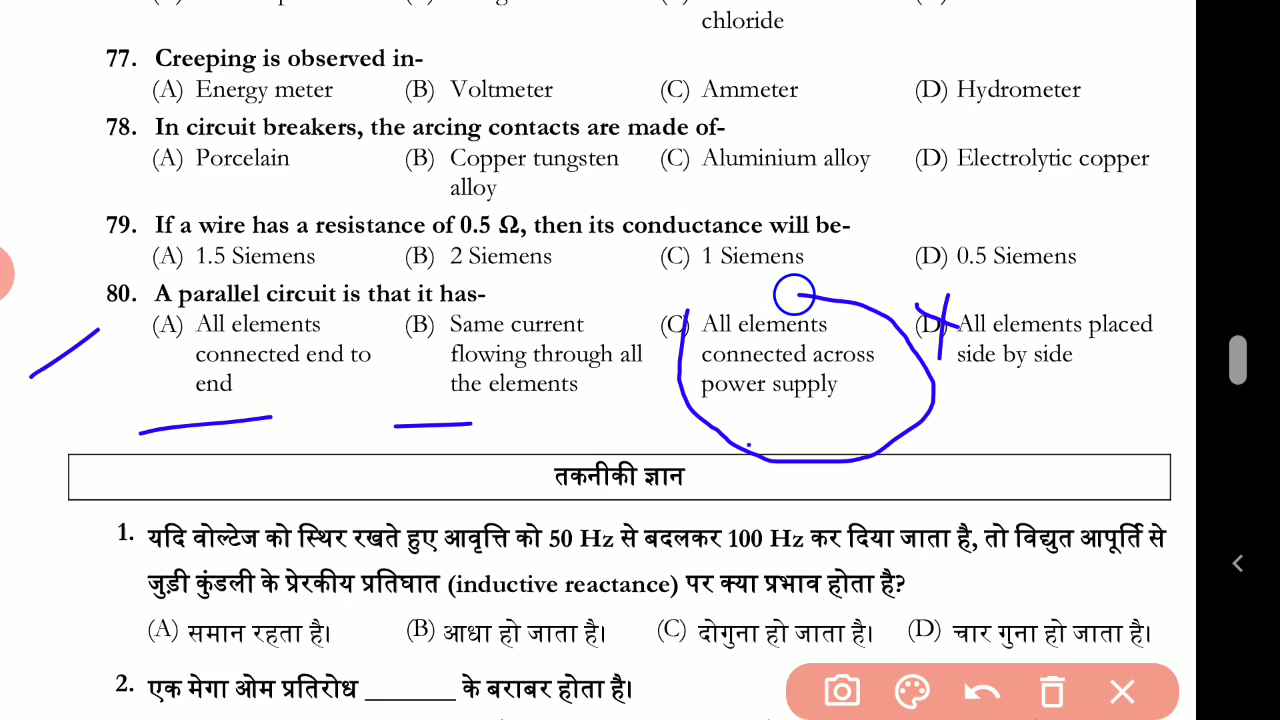 chloride
77. Creeping is observed in-
(A) Energy meter (B) Voltmeter (C) Ammeter (D) Hydrometer
78. In circuit breakers, the arcing contacts are made of-
(A) Porcelain (B) Copper tungsten (C) Aluminium alloy (D) Electrolytic copper
alloy
79. If a wire has a resistance of 0.5 Ω, then its conductance will be-
(A) 1.5 Siemens (B) 2 Siemens (C) 1 Siemens (D) 0.5 Siemens
80. A parallel circuit is that it has-
(A) All elements (B) Same current (C) All elements (D) All elements placed
connected end to flowing through all connected across side by side
end the elements power supply
तकनीकी ज्ञान
1. यदि वोल्टेज को स्थिर रखते हुए आवृत्ति को 50 Hz से बदलकर 100 Hz कर दिया जाता है, तो विद्युत आपूर्ति से
जुड़ी कुंडली के प्रेरकीय प्रतिघात (inductive reactance) पर क्या प्रभाव होता है?
(A) समान रहता है। (B) आधा हो जाता है। (C) दोगुना हो जाता है। (D) चार गुना हो जाता है।
2. एक मेगा ओम प्रतिरोध _______ के बराबर होता है।